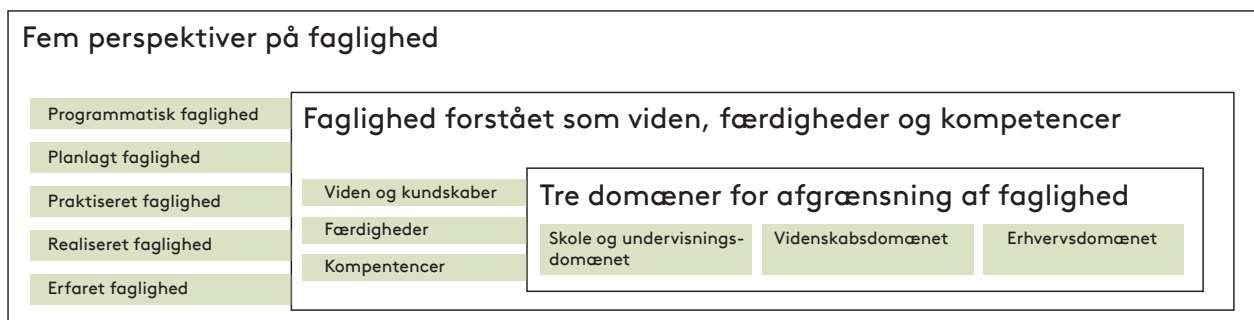 Fem perspektiver på faglighed
Programmatisk faglighed
Planlagt faglighed
Praktiseret faglighed
Realiseret faglighed
Erfaret faglighed
Faglighed forstået som viden, færdigheder og kompetencer
Viden og kundskaber
Færdigheder
Kompentencer
Tre domæner for afgrænsning af faglighed
Skole og undervisnings-
domænet
Videnskabsdomænet
Erhvervsdomænet